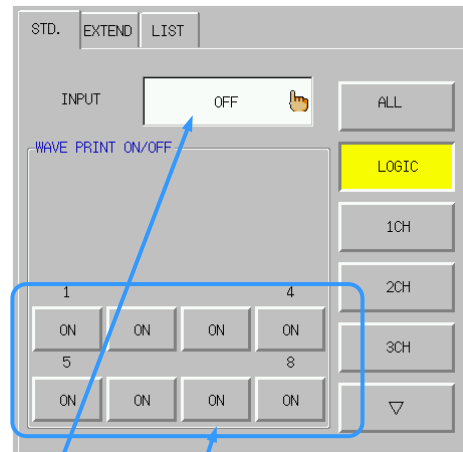 STD. EXTEND LIST
INPUT OFF ALL
WAVE PRINT ON/OFF
LOGIC
1CH
1 4 2CH
ON ON ON ON
5 8 3CH
ON ON ON ON ▽